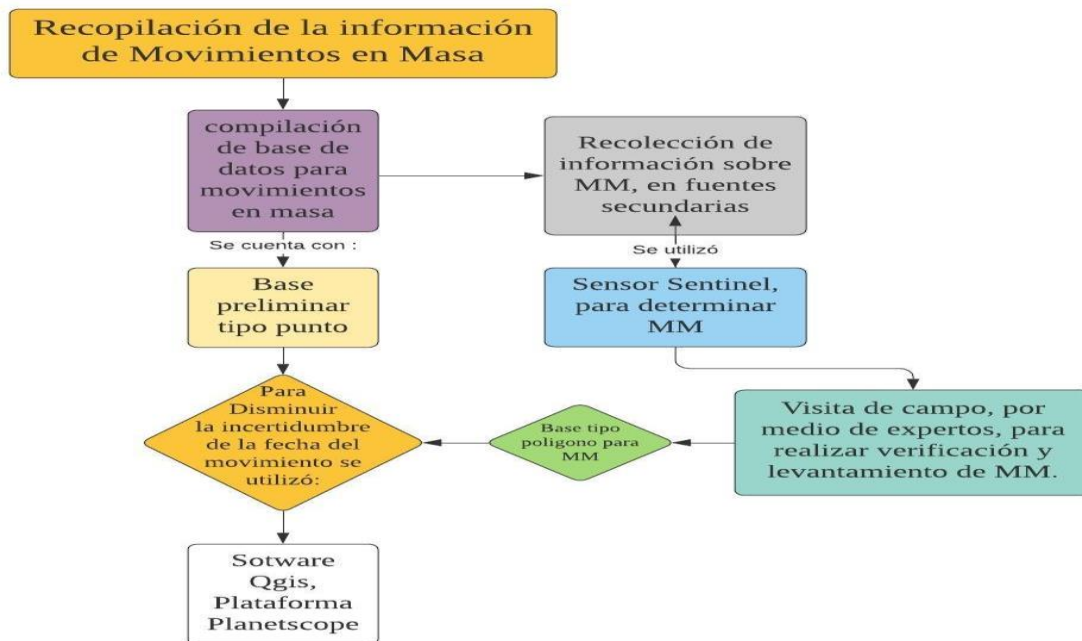 Recopilación de la información
de Movimientos en Masa
compilación
de base de
datos para
movimientos
en masa
Recolección de
información sobre
MM, en fuentes
secundarias
Se cuenta con :
Se utilizó
Base
preliminar
tipo punto
Sensor Sentinel,
para determinar
MM
Para
Disminuir
la incertidumbre
de la fecha del
movimiento se
utilizó:
Base tipo
poligono para
MM
Visita de campo, por
medio de expertos, para
realizar verificación y
levantamiento de MM.
Sotware
Qgis,
Plataforma
Planetscope